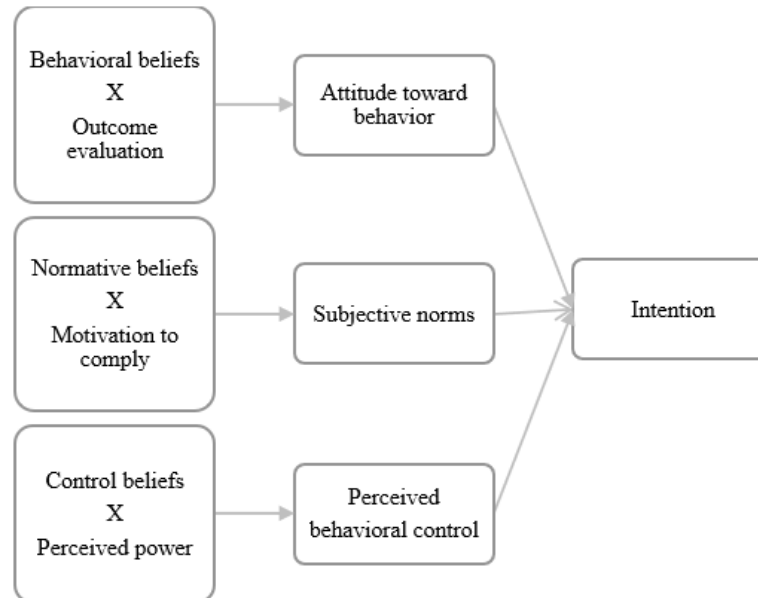 Behavioral beliefs
X
Outcome
evaluation
Attitude toward
behavior
Normative beliefs
X
Motivation to
comply
Subjective norms
Intention
Control beliefs
X
Perceived power
Perceived
behavioral control